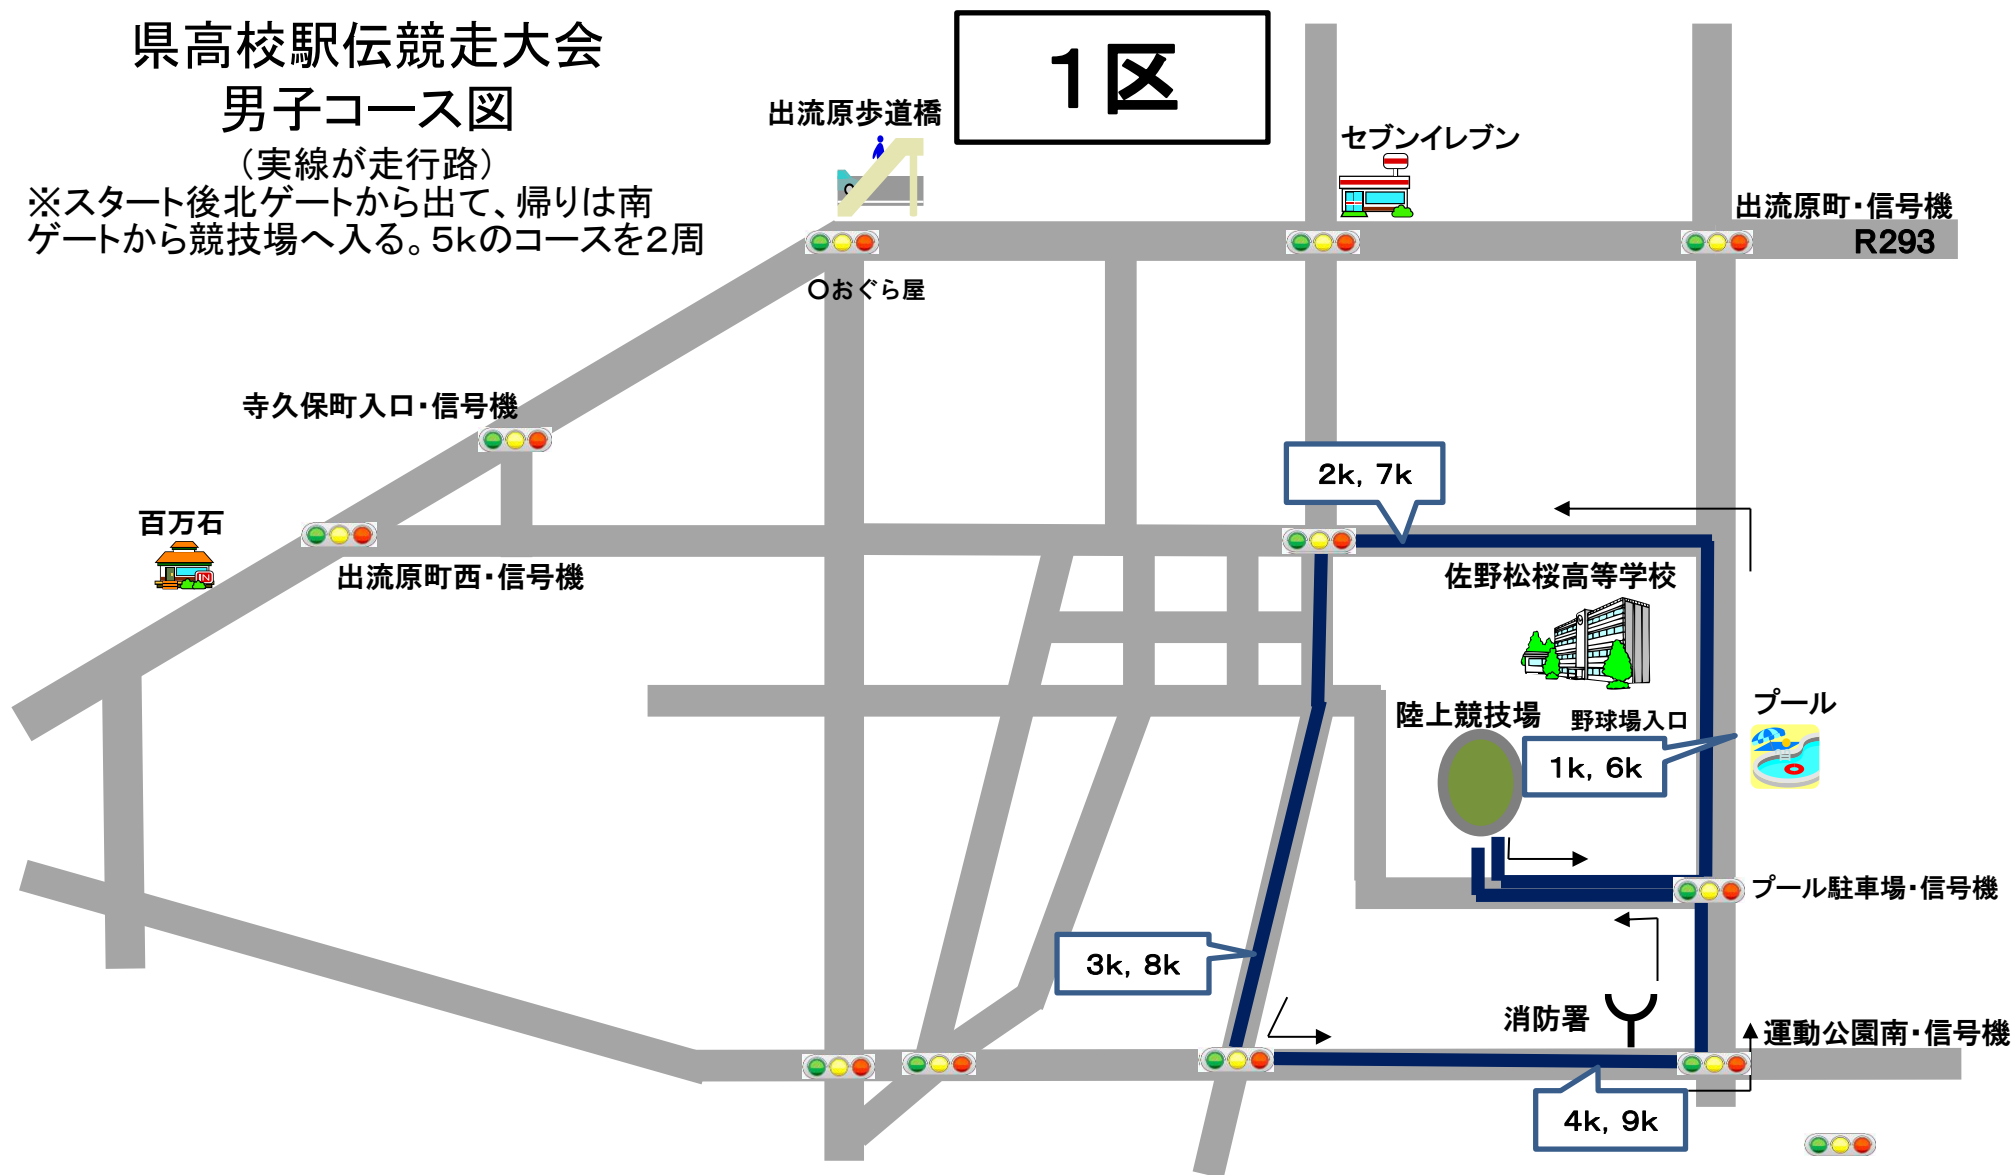 県高校駅伝競走大会
男子コース図
（実線が走行路）
※スタート後北ゲートから出て、帰りは南
ゲートから競技場へ入る。5kのコースを2周
1区
出流原歩道橋
セブンイレブン
出流原町・信号機
R293
○おぐら屋
寺久保町入口・信号機
2k, 7k
百万石
IN
出流原町西・信号機
佐野松桜高等学校
プール
陸上競技場
野球場入口
1k, 6k
プール駐車場・信号機
3k, 8k
消防署
運動公園南・信号機
4k, 9k